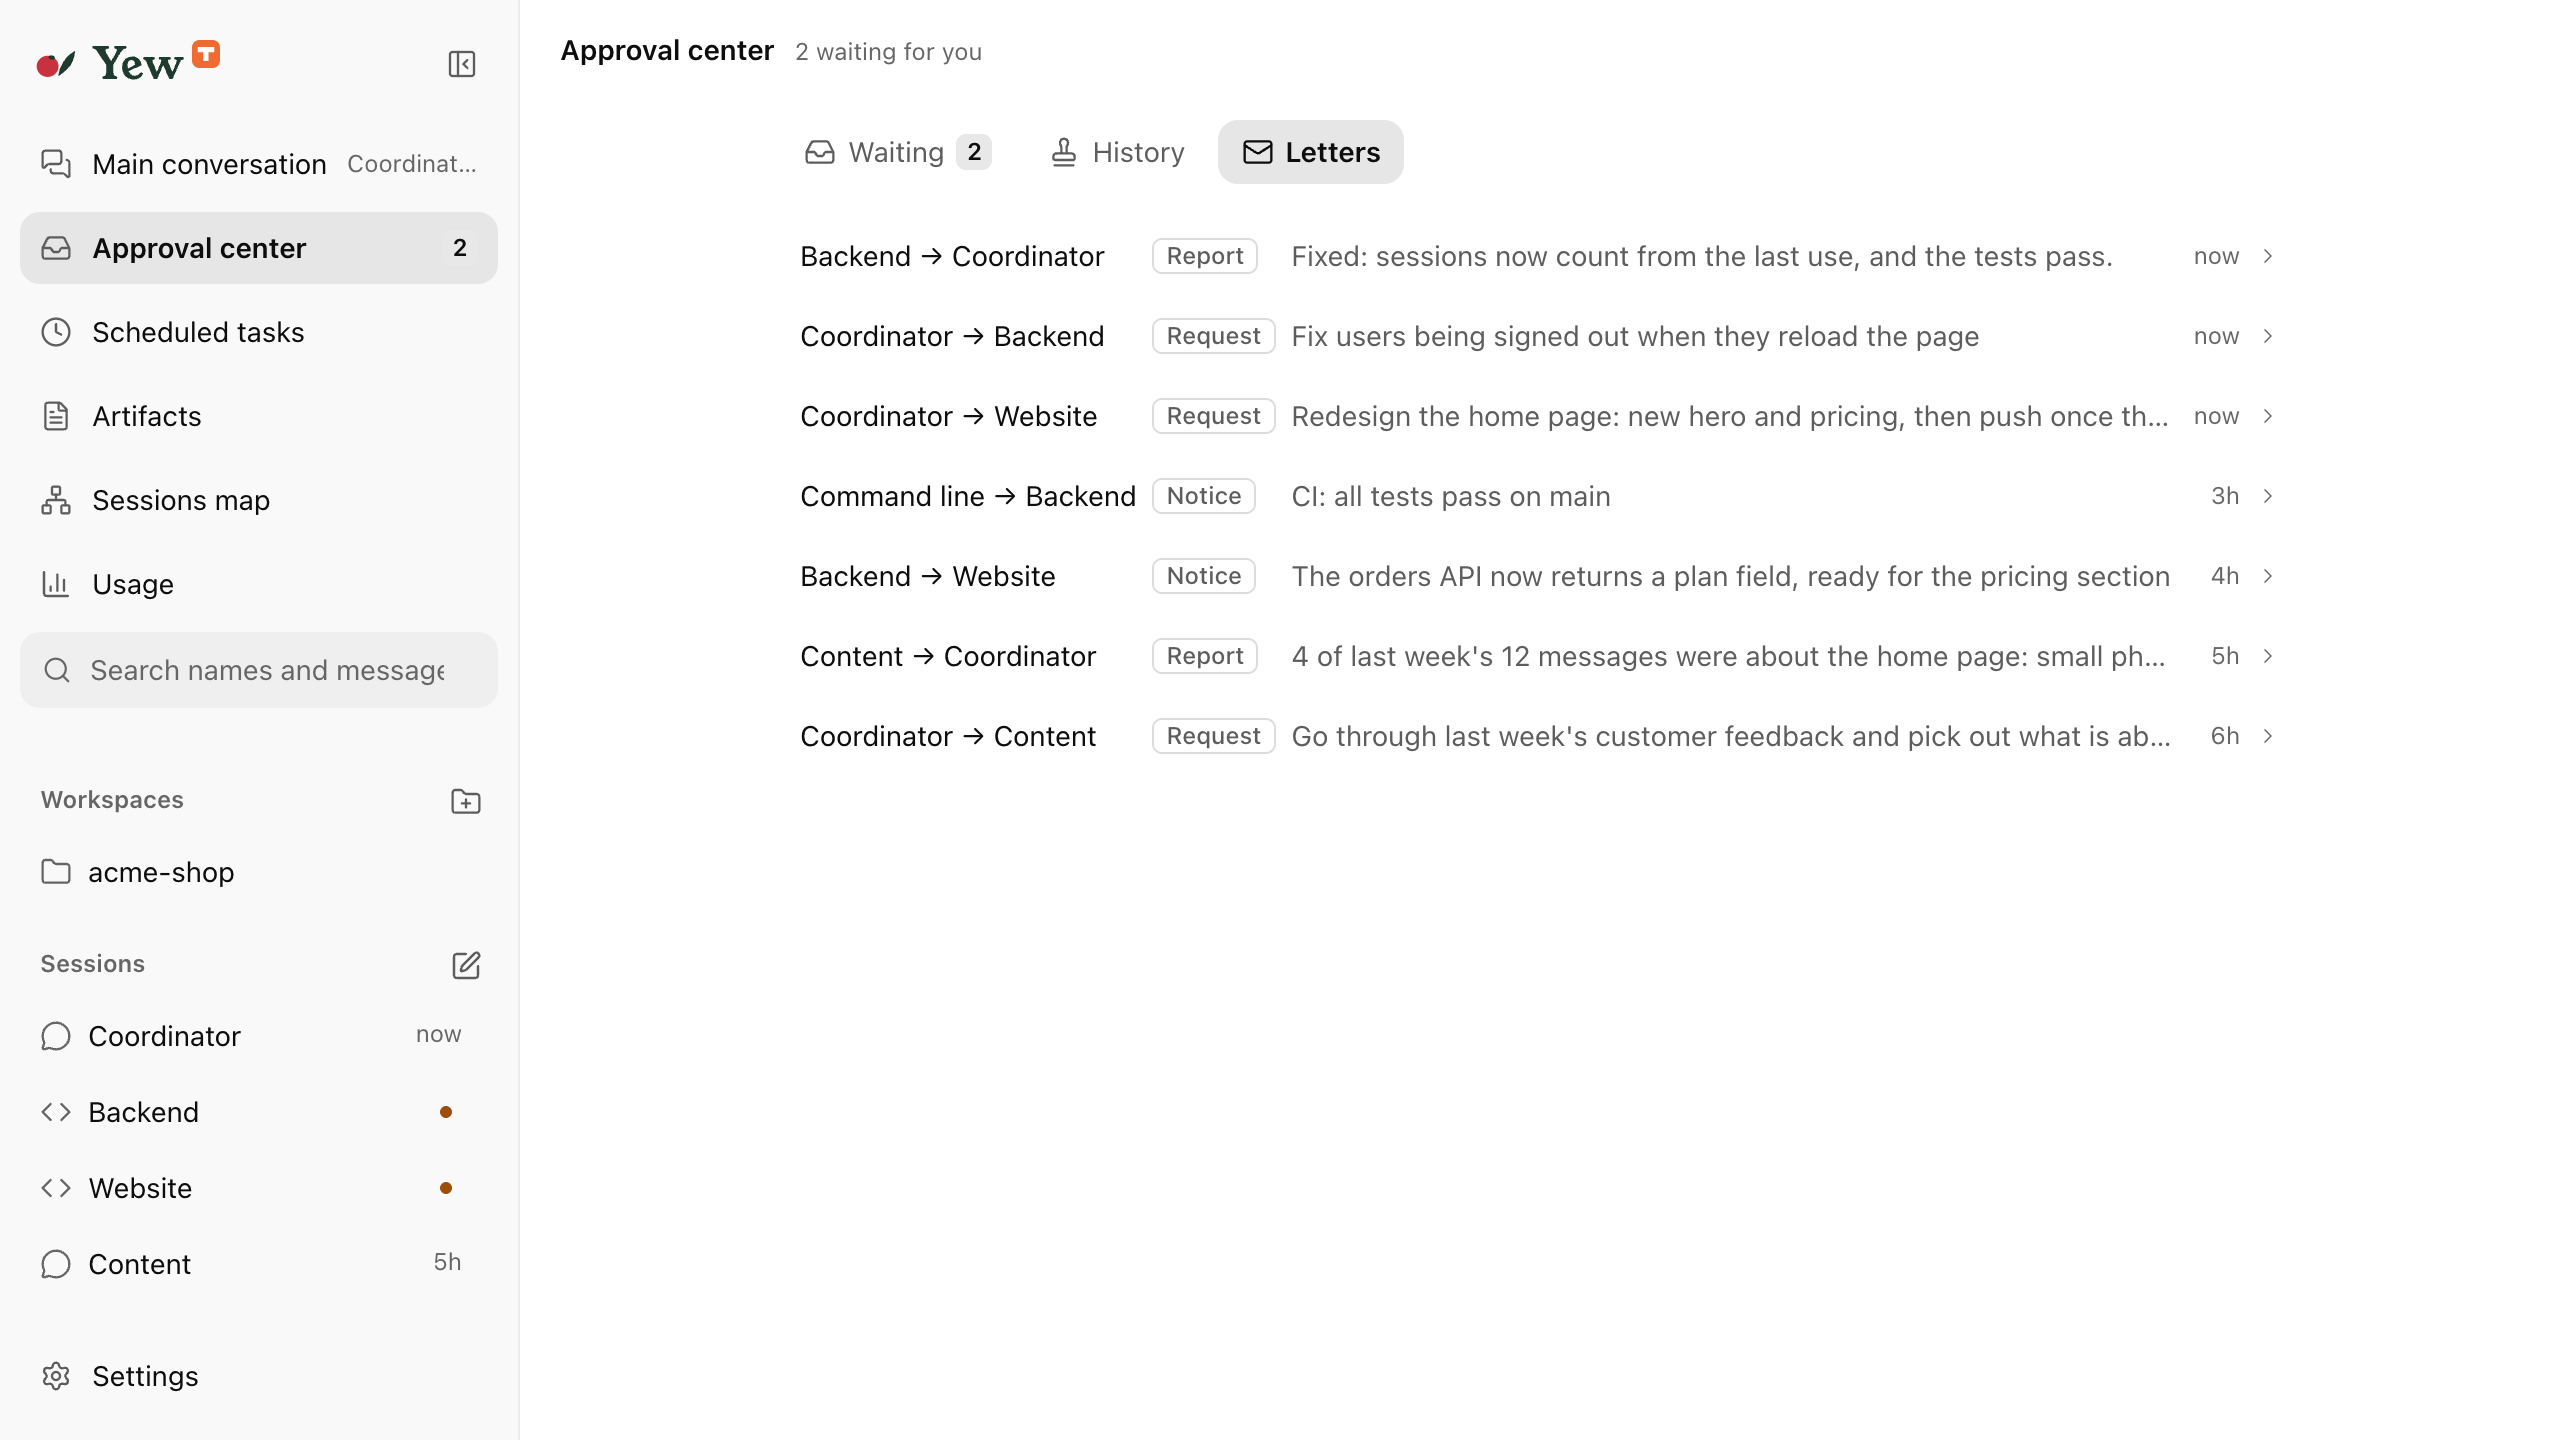 Yew T
Main conversation Coordinat...
Approval center 2
Scheduled tasks
Artifacts
Sessions map
Usage
Search names and message
Workspaces
acme-shop
Sessions
Coordinator now
Backend
Website
Content 5h
Settings
Approval center 2 waiting for you
Waiting 2 History Letters
Backend → Coordinator Report Fixed: sessions now count from the last use, and the tests pass. now
Coordinator → Backend Request Fix users being signed out when they reload the page now
Coordinator → Website Request Redesign the home page: new hero and pricing, then push once th... now
Command line → Backend Notice CI: all tests pass on main 3h
Backend → Website Notice The orders API now returns a plan field, ready for the pricing section 4h
Content → Coordinator Report 4 of last week's 12 messages were about the home page: small ph... 5h
Coordinator → Content Request Go through last week's customer feedback and pick out what is ab... 6h